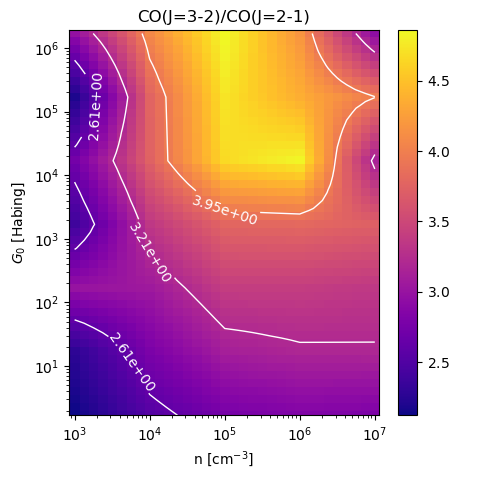 CO(J=3-2)/CO(J=2-1)
10^6
10^5
10^4
10^3
10^2
10^1
G_0 [Habing]
2.61e+00
3.95e+00
3.21e+00
2.61e+00
4.5
4.0
3.5
3.0
2.5
10^3 10^4 10^5 10^6 10^7
n [cm^{-3}]